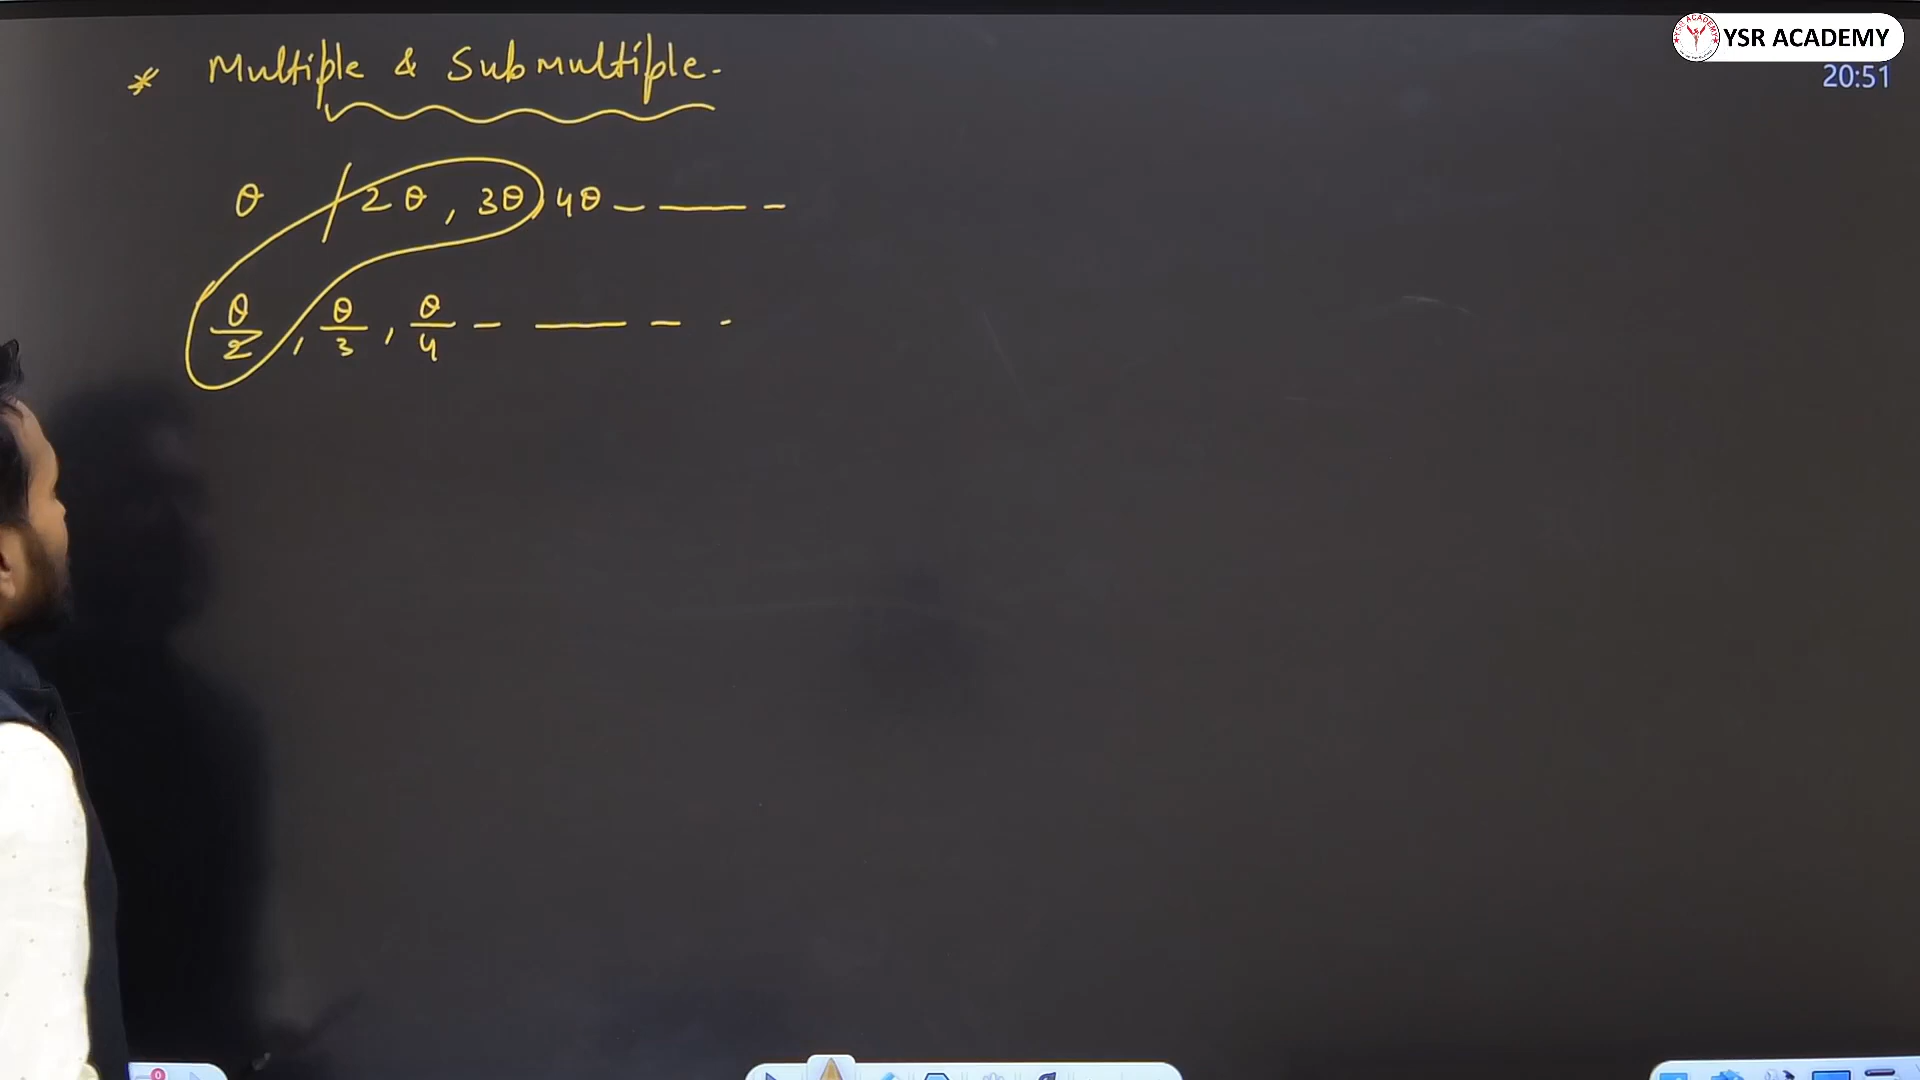 YSR ACADEMY
20:51
* Multiple & Submultiple.
θ / 2θ, 3θ, 4θ — — –
θ/2, θ/3, θ/4 – — – -